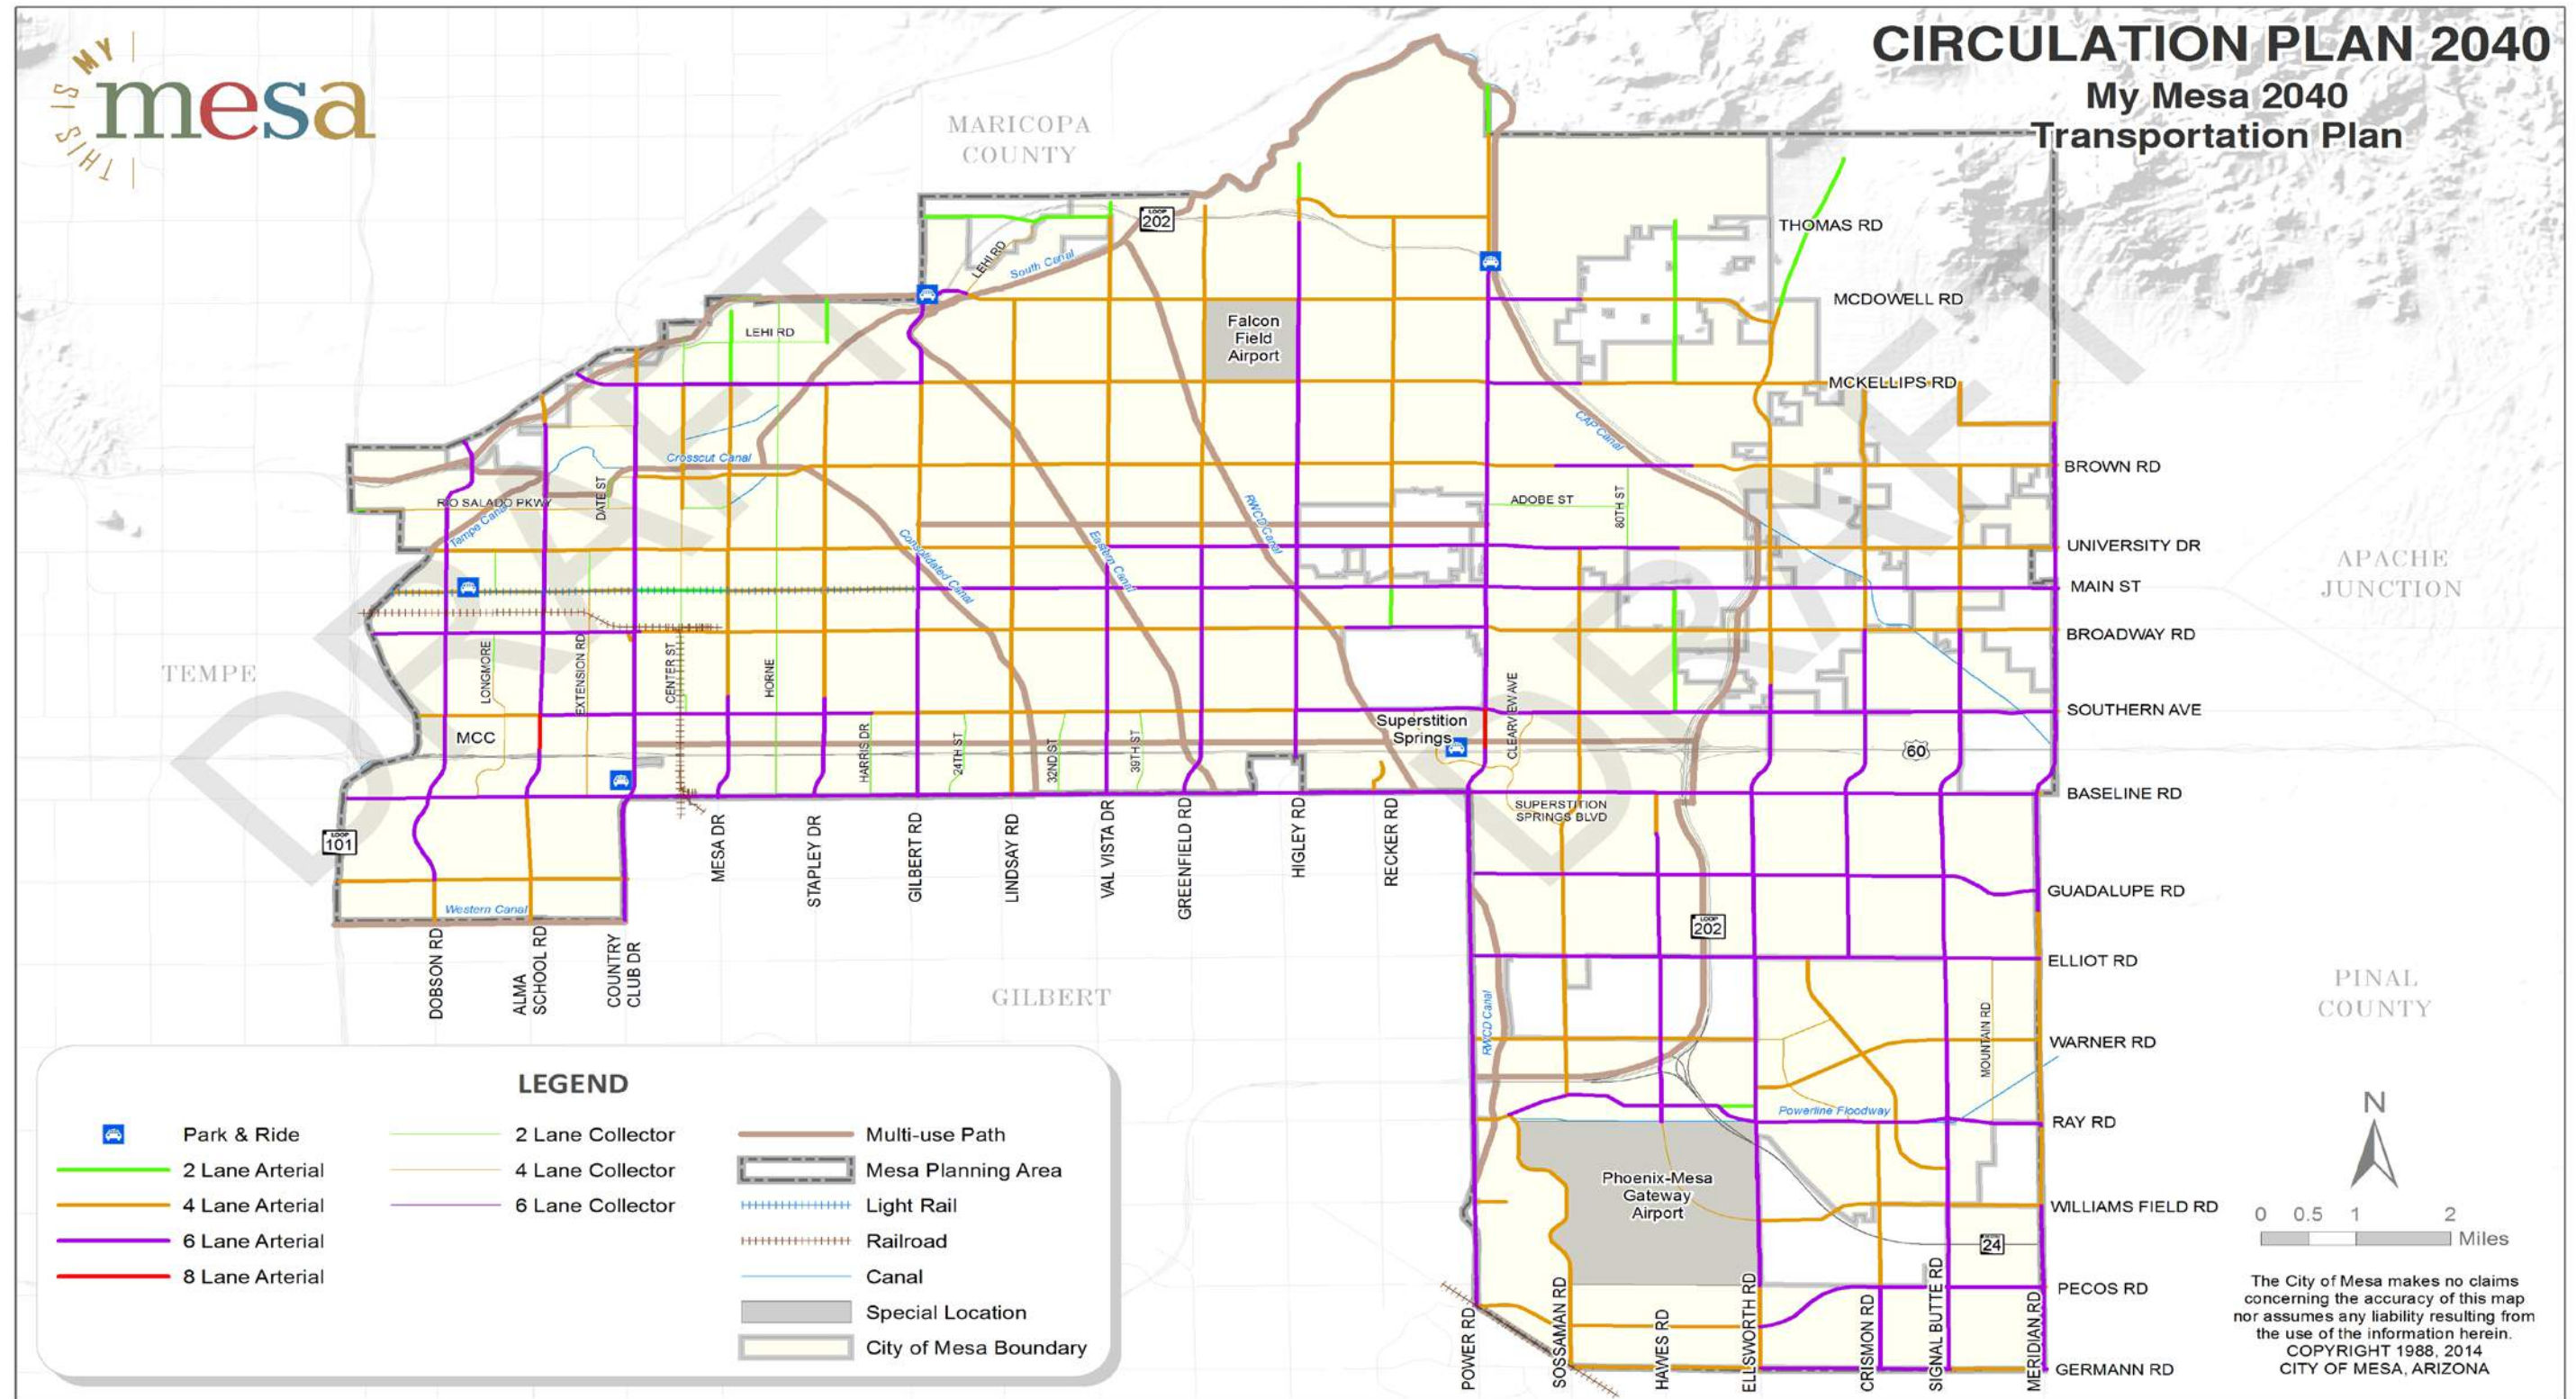 THIS IS MY
mesa
CIRCULATION PLAN 2040
My Mesa 2040
Transportation Plan
MARICOPA
COUNTY
LOOP
202
THOMAS RD
LEHI RD
South Canal
MCDOWELL RD
LEHI RD
Falcon
Field
Airport
MCKELLIPS RD
CAP Canal
Crosscut Canal
BROWN RD
RIO SALADO PKWY
DATE ST
ADOBE ST
80TH ST
Tempe Canal
Consolidated Canal
Eastern Canal
RWCD Canal
UNIVERSITY DR
MAIN ST
APACHE
JUNCTION
BROADWAY RD
TEMPE
LONGMORE
EXTENSION RD
CENTER ST
HORNE
CLEARVIEW AVE
SOUTHERN AVE
MCC
HARRIS DR
24TH ST
32ND ST
39TH ST
Superstition
Springs
60
BASELINE RD
SUPERSTITION
SPRINGS BLVD
LOOP
101
MESA DR
STAPLEY DR
GILBERT RD
LINDSAY RD
VAL VISTA DR
GREENFIELD RD
HIGLEY RD
RECKER RD
GUADALUPE RD
Western Canal
LOOP
202
DOBSON RD
ALMA
SCHOOL RD
COUNTRY
CLUB DR
ELLIOT RD
GILBERT
PINAL
COUNTY
RWCD Canal
MOUNTAIN RD
WARNER RD
Powerline Floodway
RAY RD
Phoenix-Mesa
Gateway
Airport
WILLIAMS FIELD RD
24
PECOS RD
POWER RD
SOSSAMAN RD
HAWES RD
ELLSWORTH RD
CRISMON RD
SIGNAL BUTTE RD
MERIDIAN RD
GERMANN RD
DRAFT
DRAFT
LEGEND
Park & Ride
2 Lane Arterial
4 Lane Arterial
6 Lane Arterial
8 Lane Arterial
2 Lane Collector
4 Lane Collector
6 Lane Collector
Multi-use Path
Mesa Planning Area
Light Rail
Railroad
Canal
Special Location
City of Mesa Boundary
N
0 0.5 1 2
Miles
The City of Mesa makes no claims
concerning the accuracy of this map
nor assumes any liability resulting from
the use of the information herein.
COPYRIGHT 1988, 2014
CITY OF MESA, ARIZONA